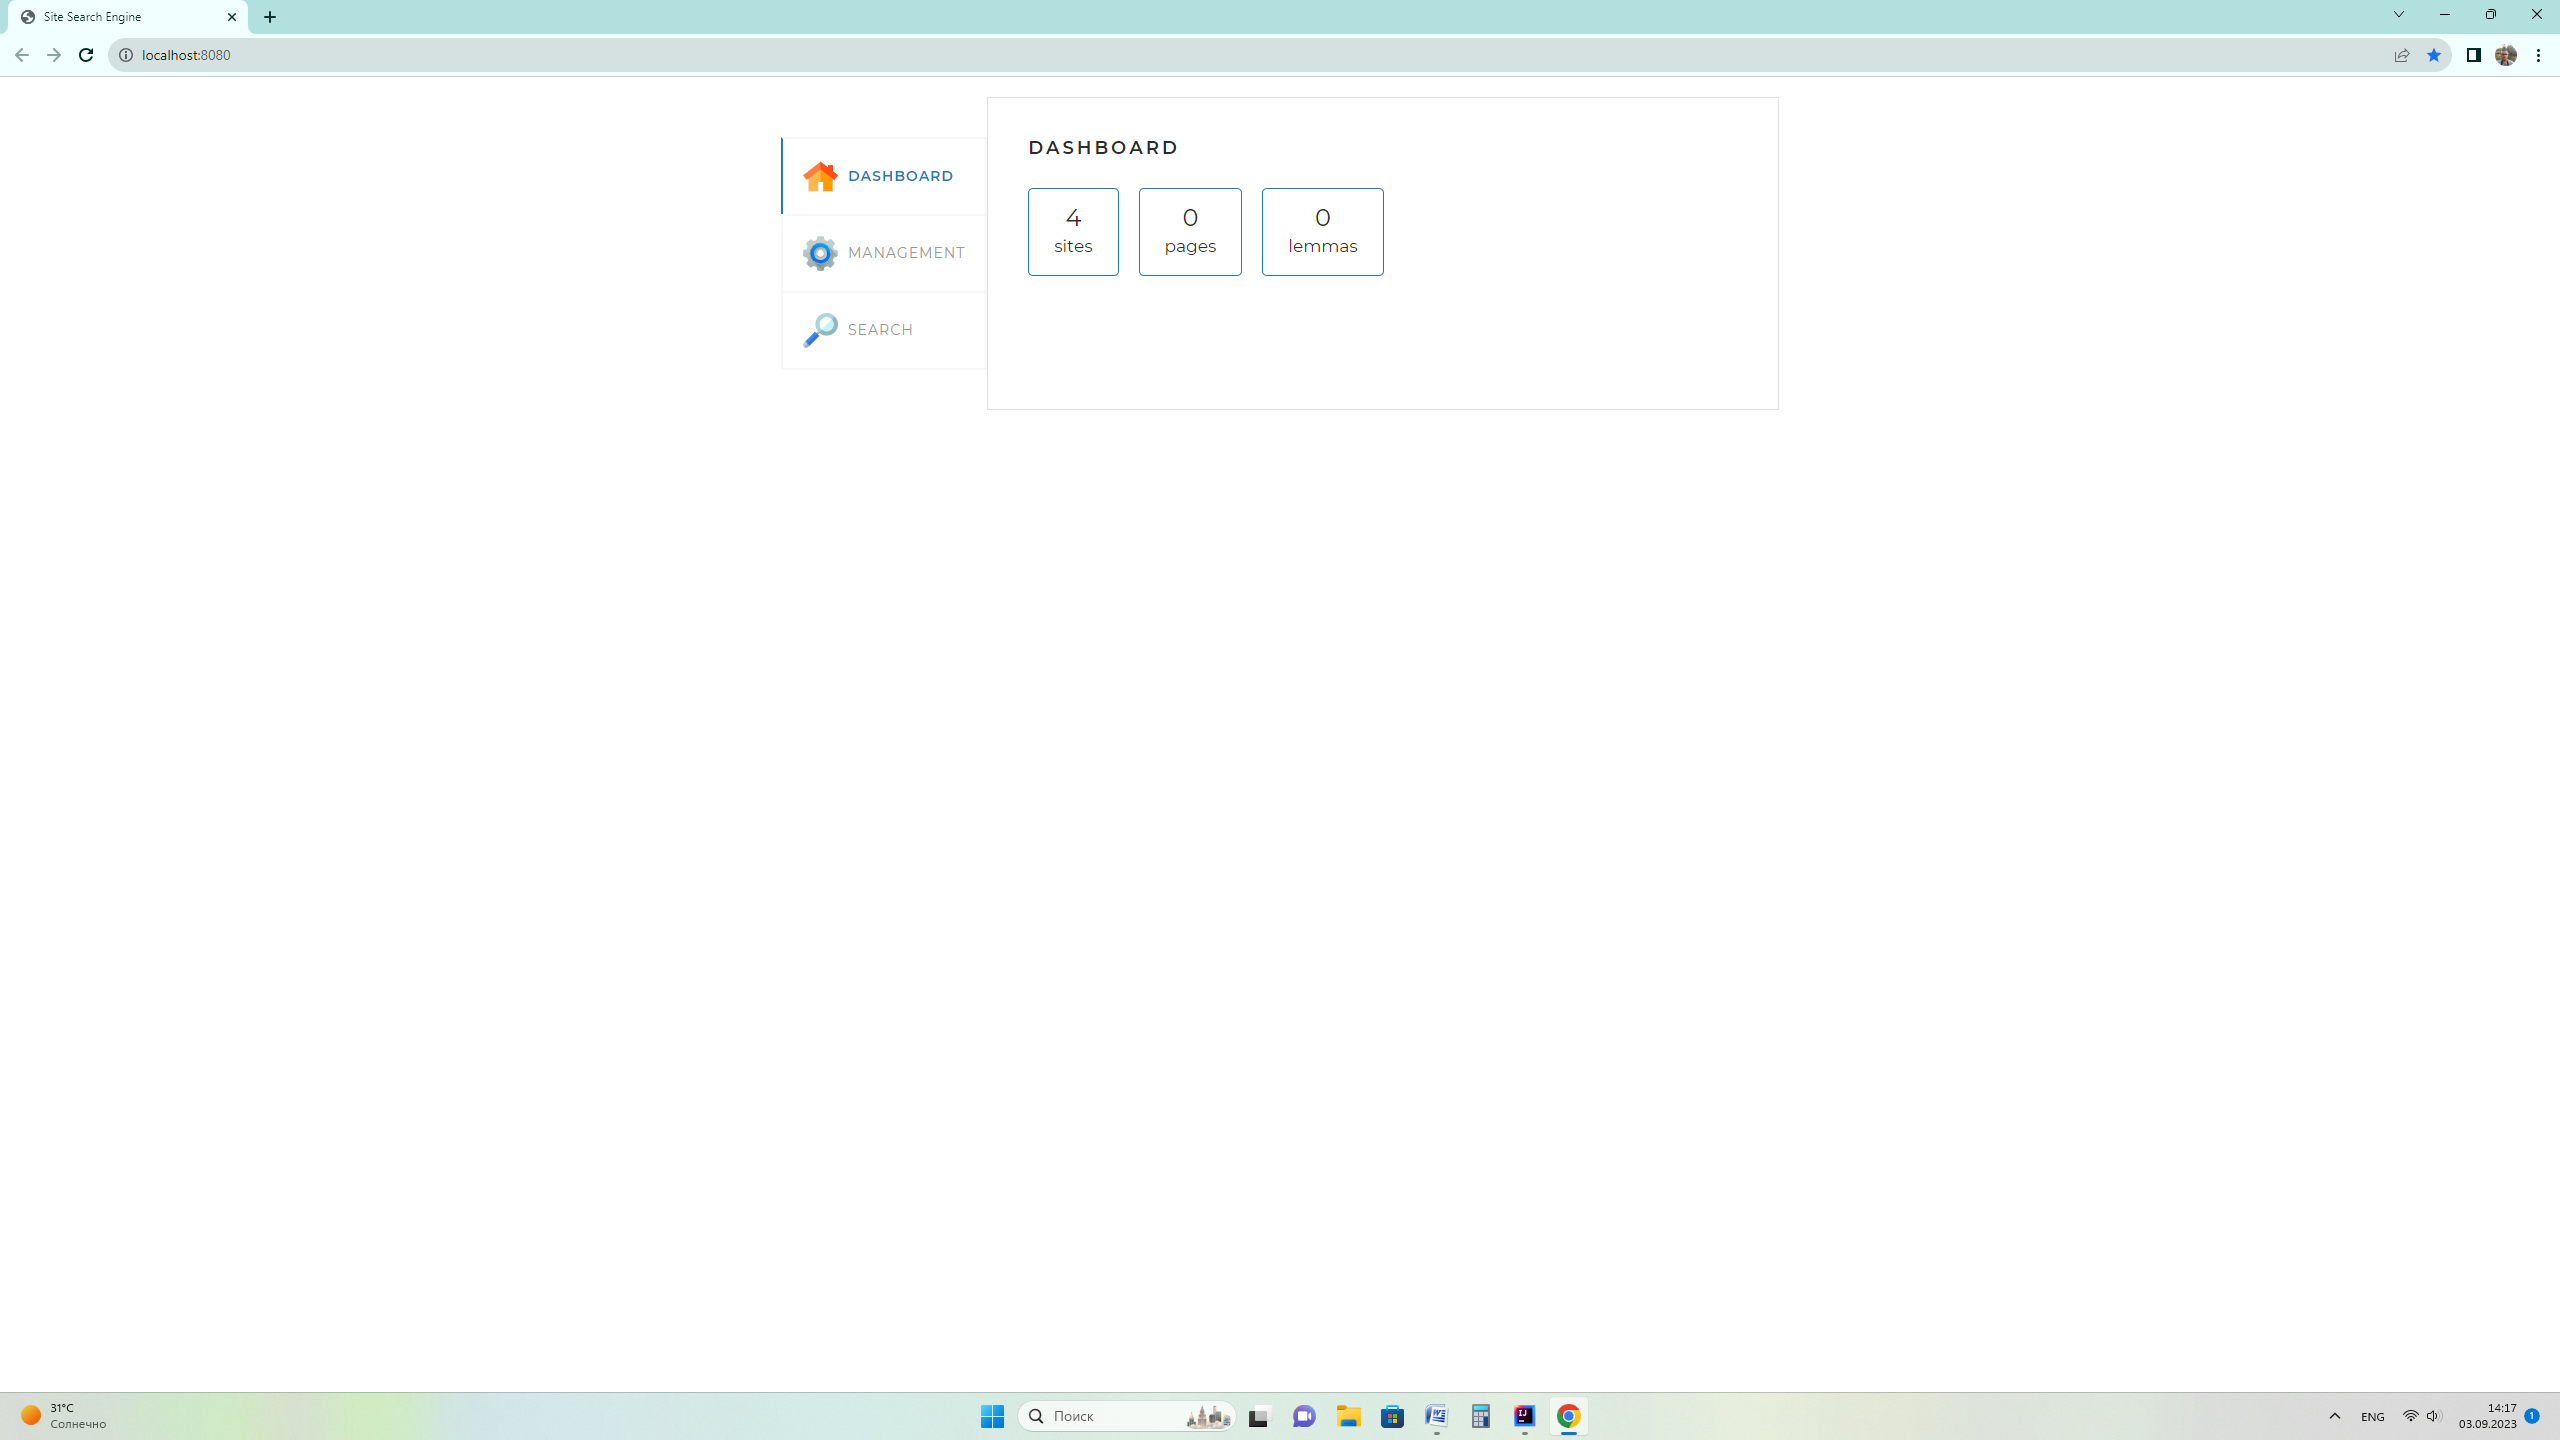 Site Search Engine
localhost:8080
DASHBOARD
MANAGEMENT
SEARCH
DASHBOARD
4
sites
0
pages
0
lemmas
31°C
Солнечно
Поиск
ENG
14:17
03.09.2023
1